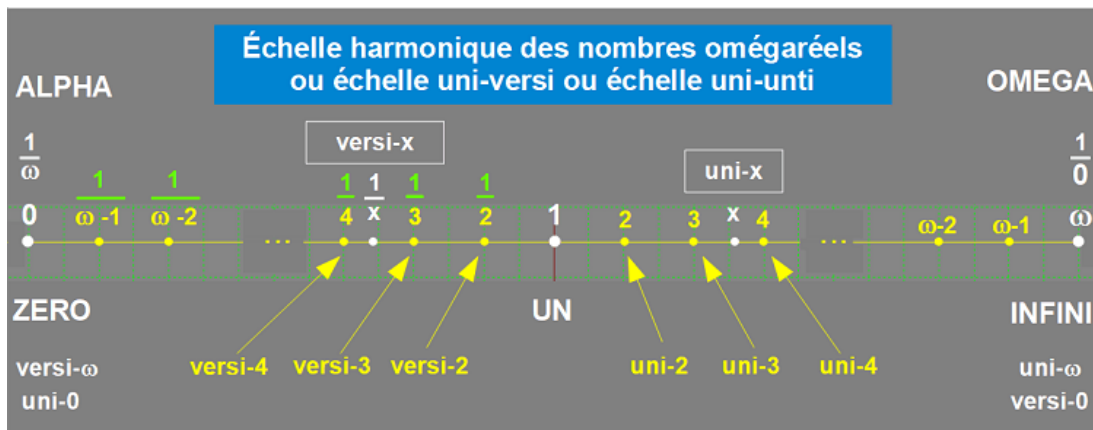 Échelle harmonique des nombres omégaréels
ou échelle uni-versi ou échelle uni-unti
ALPHA
OMEGA
versi-x
uni-x
1
ω
1
0
1
ω -1
1
ω -2
1
4
1
x
1
3
1
2
0
1
2
3
x
4
ω-2
ω-1
ω
...
...
ZERO
UN
INFINI
versi-4
versi-3
versi-2
uni-2
uni-3
uni-4
versi-ω
uni-0
uni-ω
versi-0